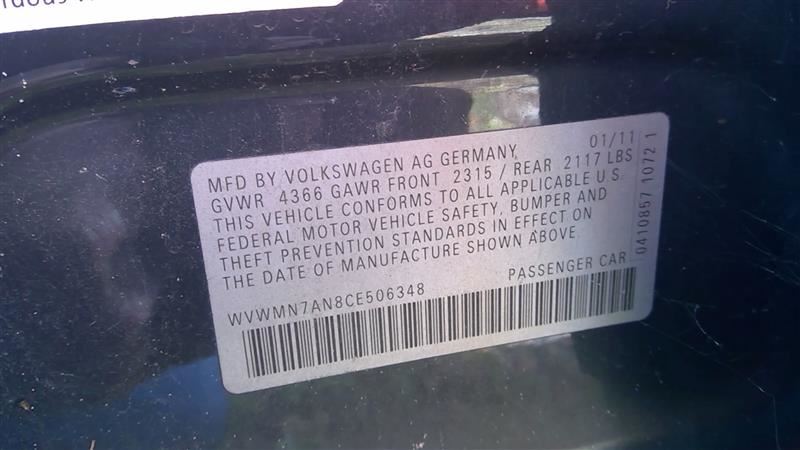 MFD BY VOLKSWAGEN AG GERMANY 01/11
GVWR 4366 GAWR FRONT 2315 / REAR 2117 LBS
THIS VEHICLE CONFORMS TO ALL APPLICABLE U.S.
FEDERAL MOTOR VEHICLE SAFETY, BUMPER AND
THEFT PREVENTION STANDARDS IN EFFECT ON
THE DATE OF MANUFACTURE SHOWN ABOVE.
WVWMN7AN8CE506348 PASSENGER CAR
0410857 1072 1